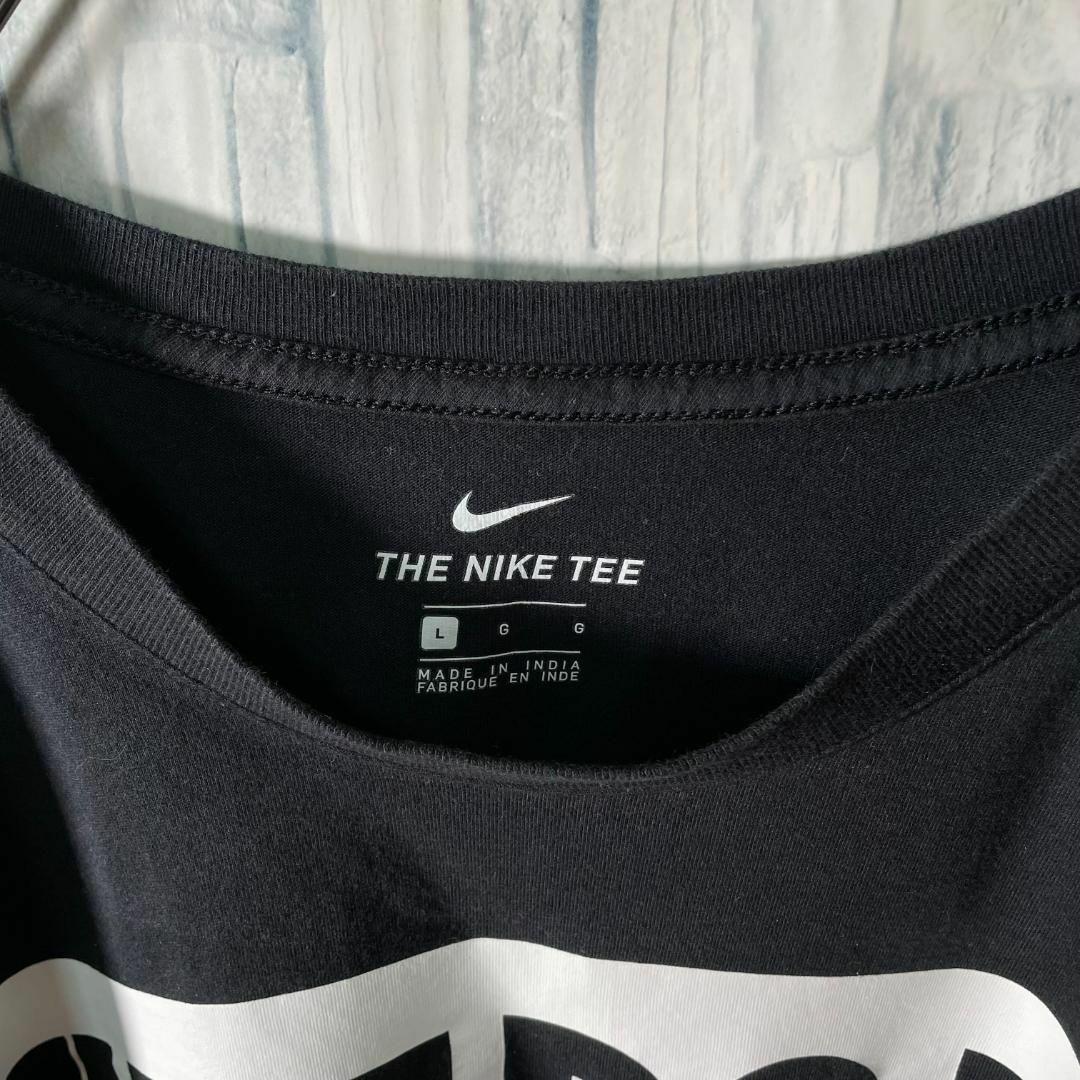 THE NIKE TEE
L G G
MADE IN INDIA
FABRIQUE EN INDE